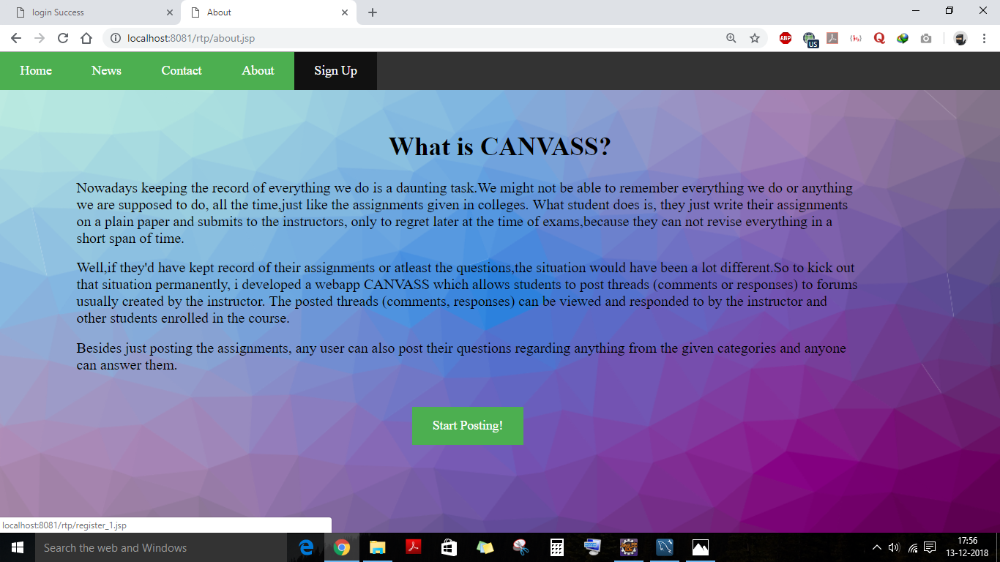 login Success
About
localhost:8081/rtp/about.jsp
ABP
US
Home News Contact About Sign Up
What is CANVASS?
Nowadays keeping the record of everything we do is a daunting task.We might not be able to remember everything we do or anything
we are supposed to do, all the time,just like the assignments given in colleges. What student does is, they just write their assignments
on a plain paper and submits to the instructors, only to regret later at the time of exams,because they can not revise everything in a
short span of time.
Well,if they'd have kept record of their assignments or atleast the questions,the situation would have been a lot different.So to kick out
that situation permanently, i developed a webapp CANVASS which allows students to post threads (comments or responses) to forums
usually created by the instructor. The posted threads (comments, responses) can be viewed and responded to by the instructor and
other students enrolled in the course.
Besides just posting the assignments, any user can also post their questions regarding anything from the given categories and anyone
can answer them.
Start Posting!
localhost:8081/rtp/register_1.jsp
Search the web and Windows
17:56
13-12-2018